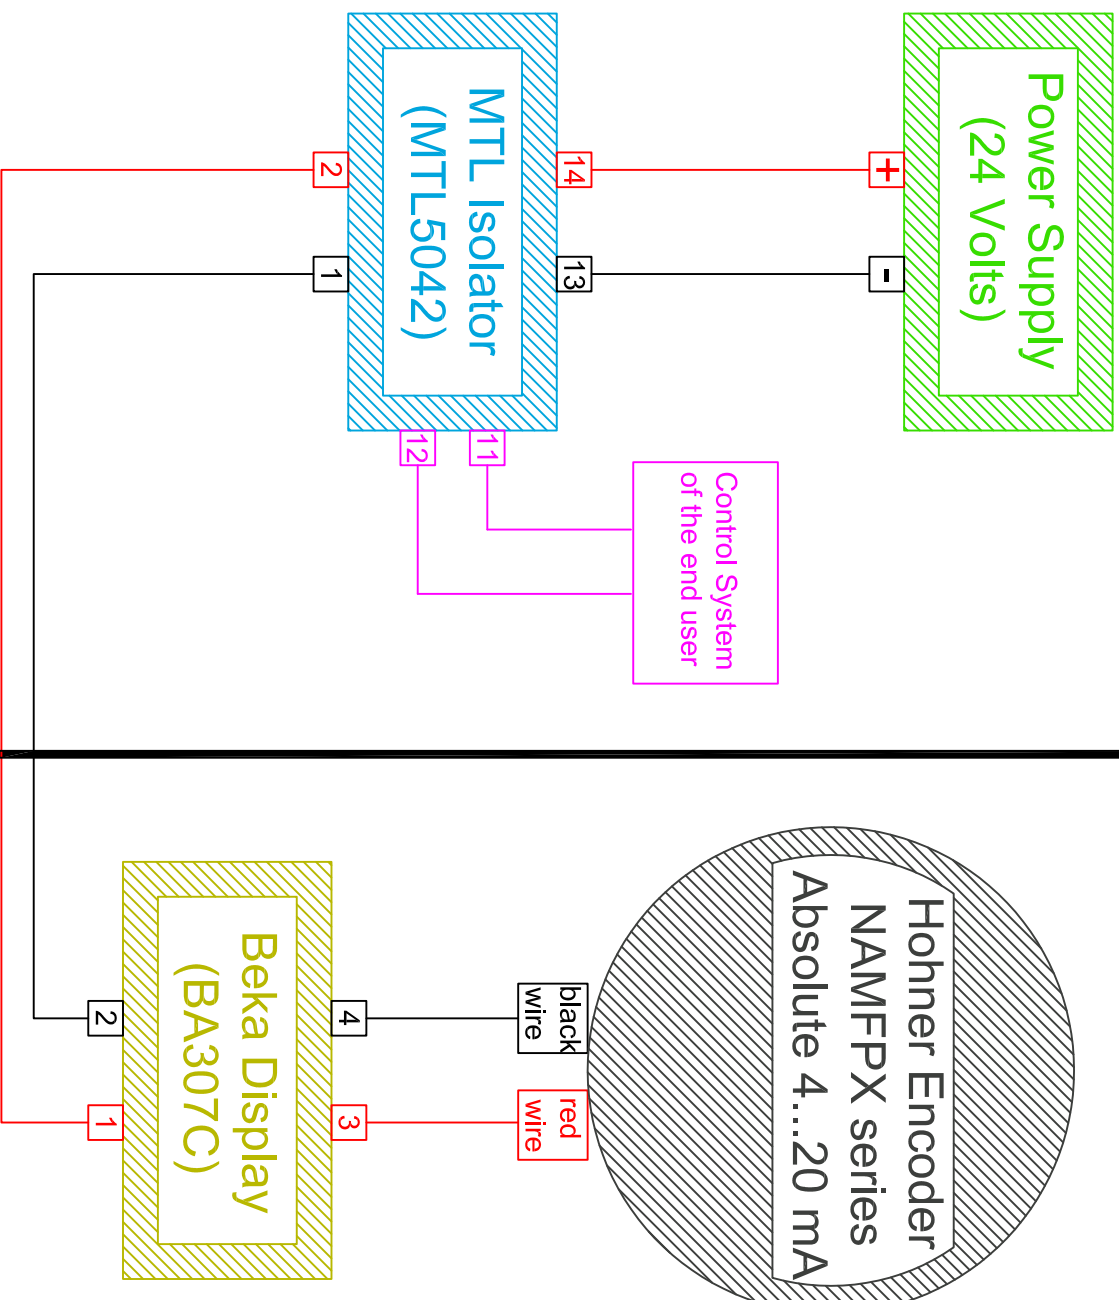 Power Supply
(24 Volts)
+
-
14
13
MTL Isolator
(MTL5042)
2
1
11
12
Control System
of the end user
Hohner Encoder
NAMFPX series
Absolute 4...20 mA
black
wire
red
wire
4
3
Beka Display
(BA307C)
2
1